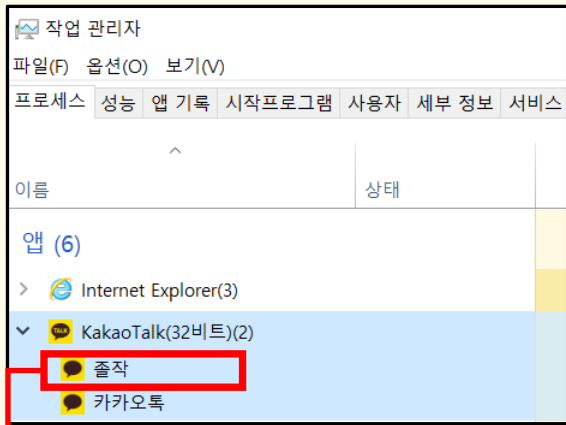 작업 관리자
파일(F) 옵션(O) 보기(V)
프로세스 성능 앱 기록 시작프로그램 사용자 세부 정보 서비스
이름 상태
앱 (6)
Internet Explorer(3)
TALK KakaoTalk(32비트)(2)
졸작
카카오톡